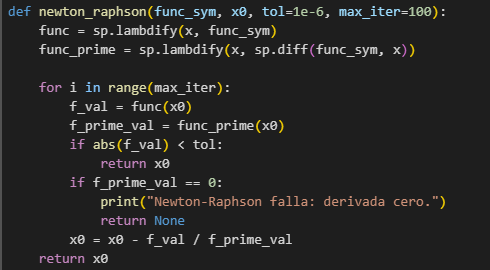 def newton_raphson(func_sym, x0, tol=1e-6, max_iter=100):
    func = sp.lambdify(x, func_sym)
    func_prime = sp.lambdify(x, sp.diff(func_sym, x))

    for i in range(max_iter):
        f_val = func(x0)
        f_prime_val = func_prime(x0)
        if abs(f_val) < tol:
            return x0
        if f_prime_val == 0:
            print("Newton-Raphson falla: derivada cero.")
            return None
        x0 = x0 - f_val / f_prime_val
    return x0